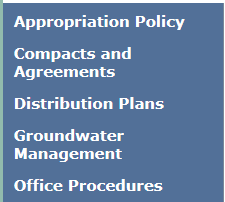 Appropriation Policy
Compacts and
Agreements
Distribution Plans
Groundwater
Management
Office Procedures